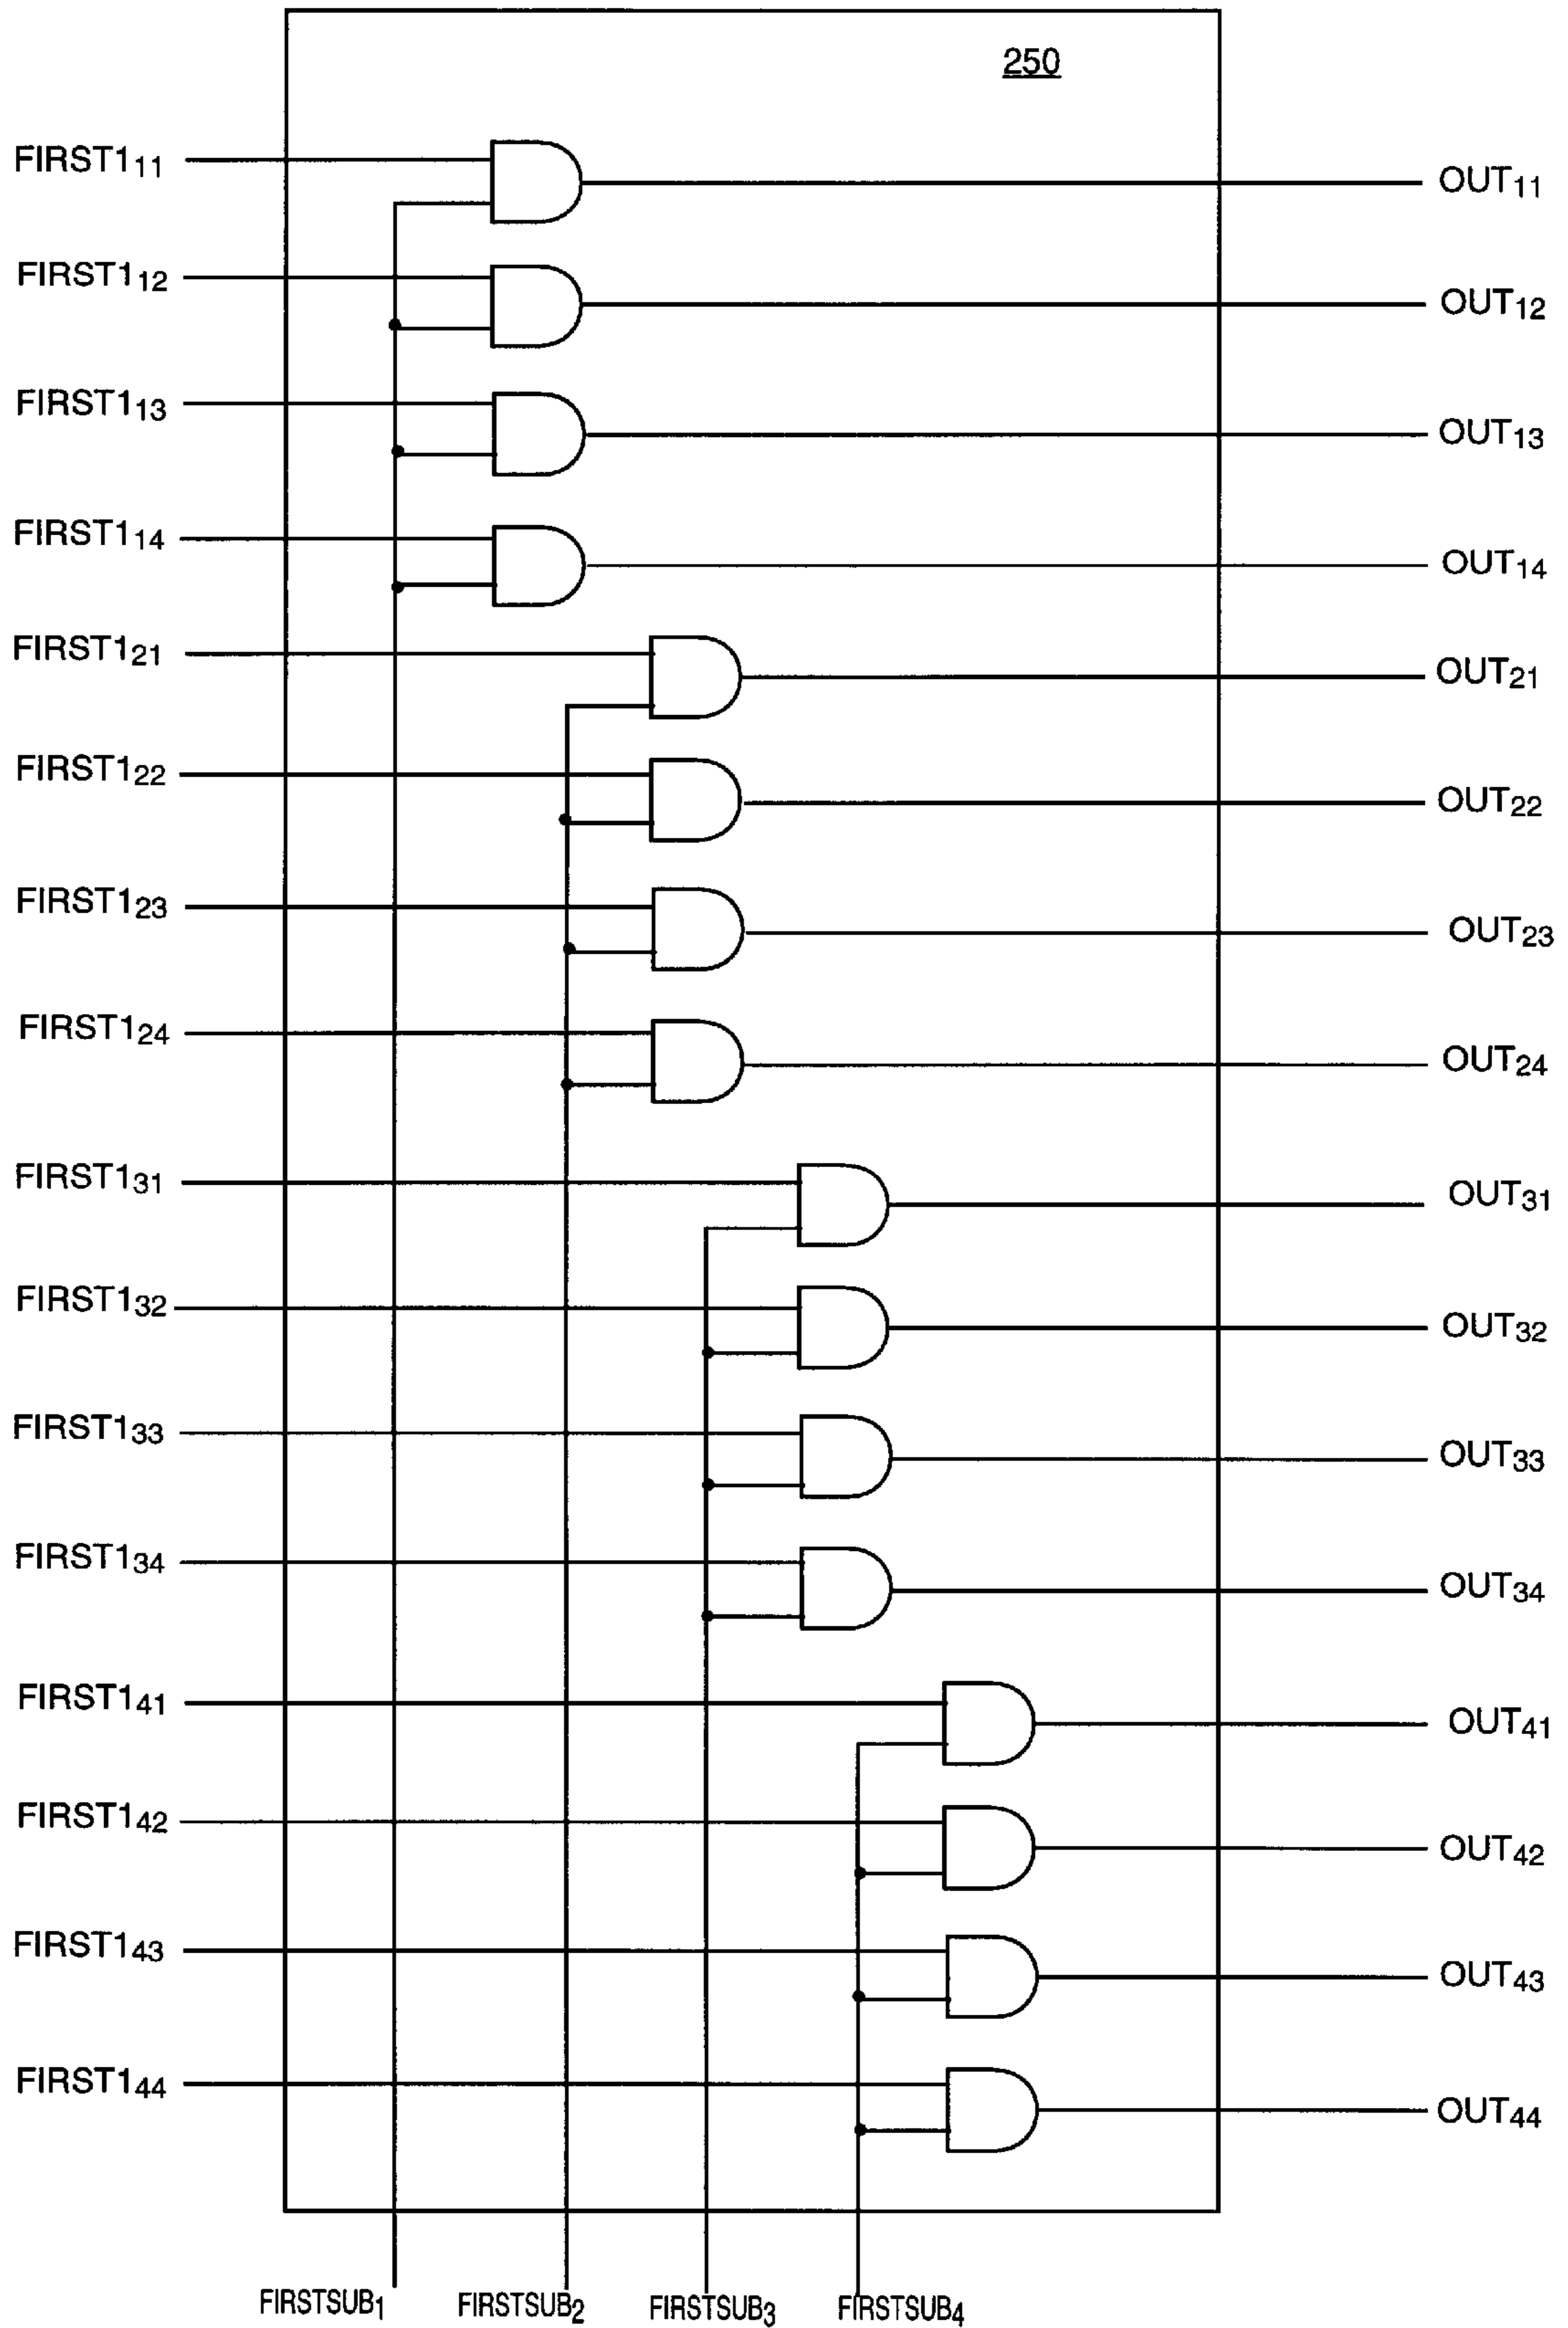 250
FIRST1₁₁
OUT₁₁
FIRST1₁₂
OUT₁₂
FIRST1₁₃
OUT₁₃
FIRST1₁₄
OUT₁₄
FIRST1₂₁
OUT₂₁
FIRST1₂₂
OUT₂₂
FIRST1₂₃
OUT₂₃
FIRST1₂₄
OUT₂₄
FIRST1₃₁
OUT₃₁
FIRST1₃₂
OUT₃₂
FIRST1₃₃
OUT₃₃
FIRST1₃₄
OUT₃₄
FIRST1₄₁
OUT₄₁
FIRST1₄₂
OUT₄₂
FIRST1₄₃
OUT₄₃
FIRST1₄₄
OUT₄₄
FIRSTSUB₁
FIRSTSUB₂
FIRSTSUB₃
FIRSTSUB₄